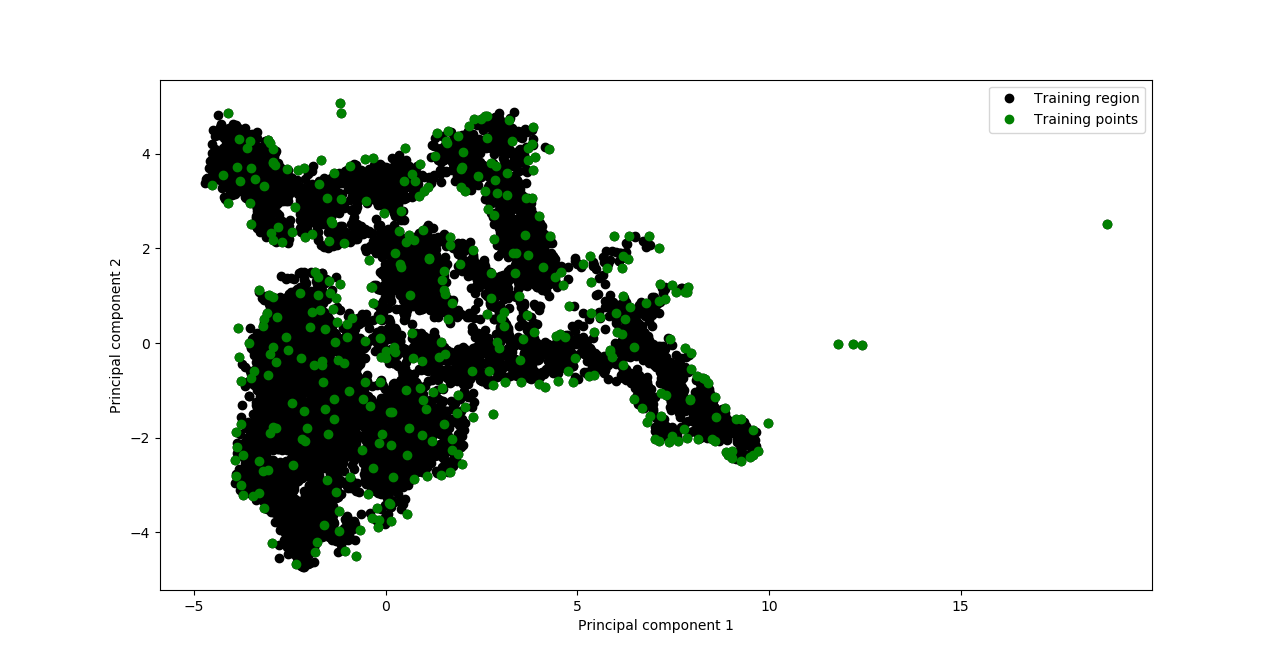 Training region
Training points
Principal component 2
4
2
0
−2
−4
−5
0
5
10
15
Principal component 1